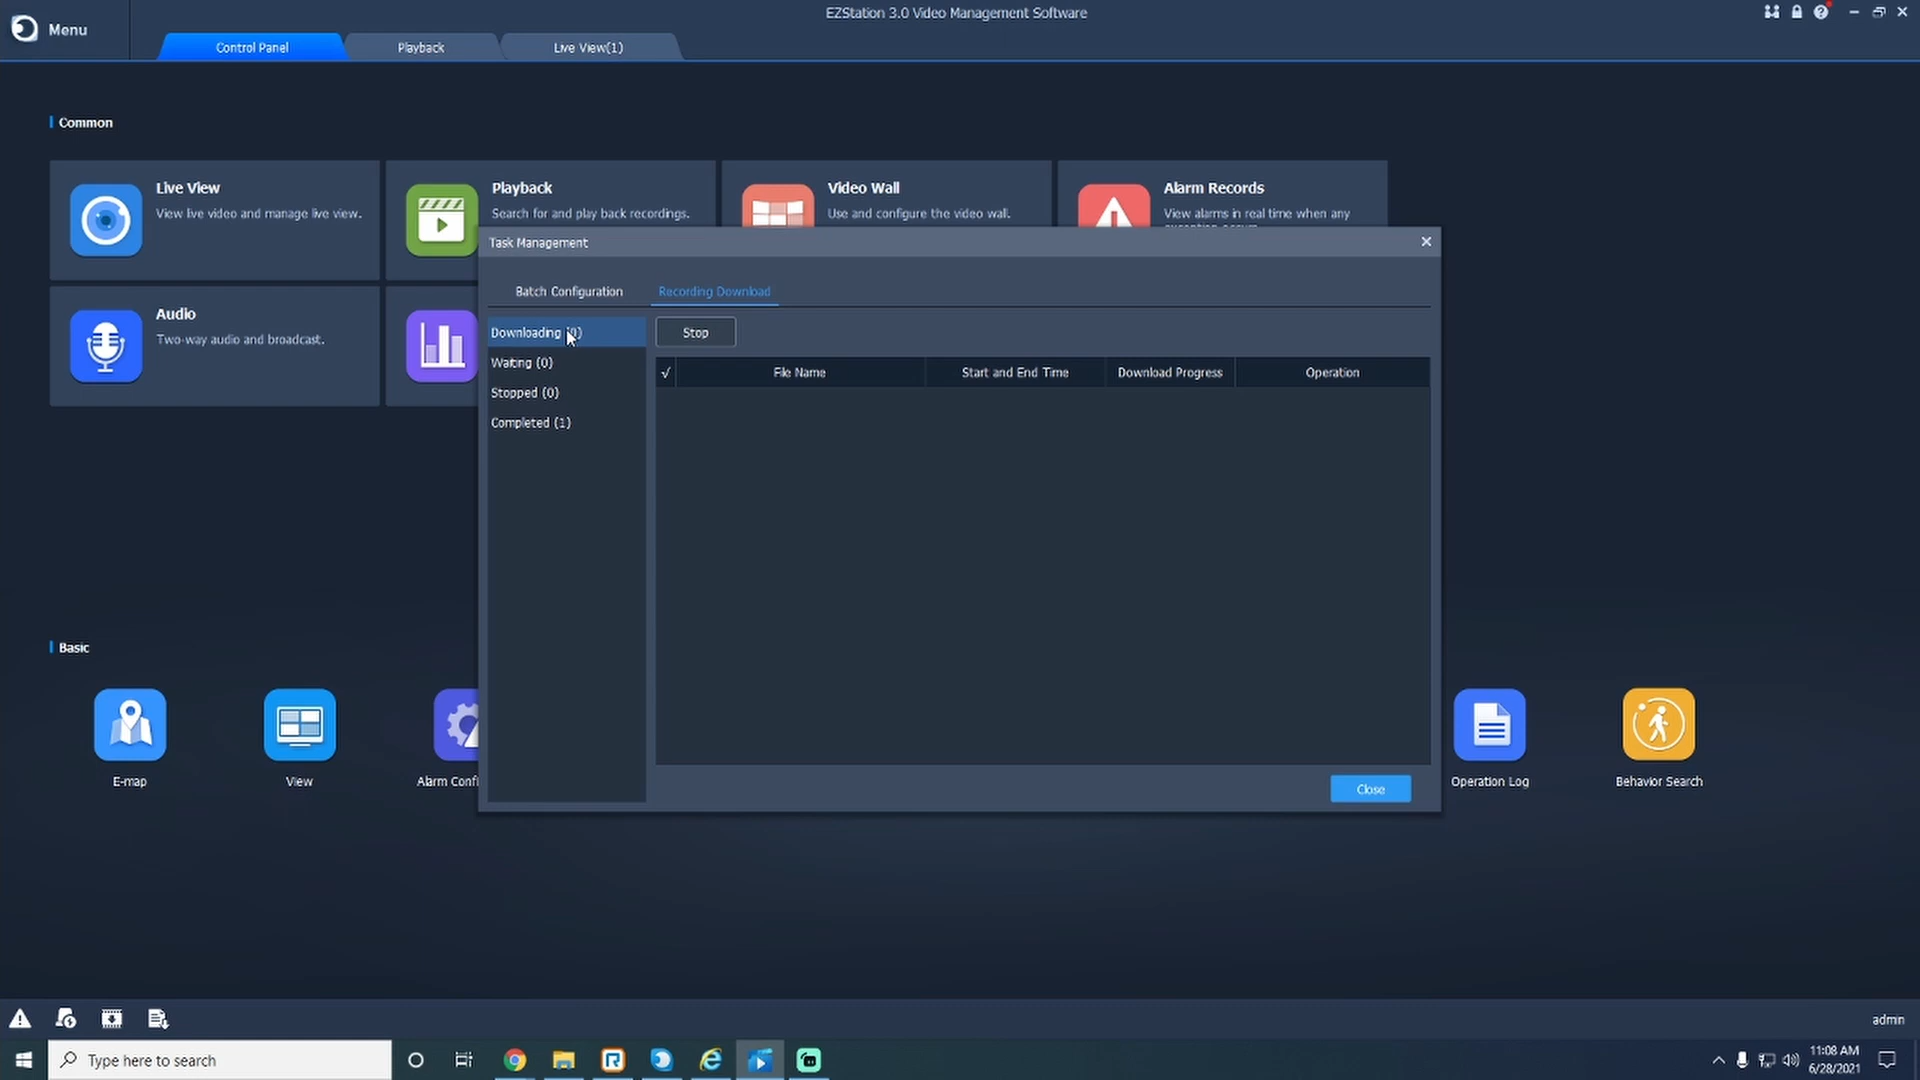 EZStation 3.0 Video Management Software
Menu
Control Panel
Playback
Live View(1)
Common
Live View
View live video and manage live view.
Playback
Search for and play back recordings.
Video Wall
Use and configure the video wall.
Alarm Records
View alarms in real time when any
Audio
Two-way audio and broadcast.
Task Management
Batch Configuration
Recording Download
Downloading (0)
Waiting (0)
Stopped (0)
Completed (1)
Stop
√ File Name Start and End Time Download Progress Operation
Close
Basic
E-map
View
Alarm Confi
Operation Log
Behavior Search
admin
Type here to search
11:08 AM
6/28/2021